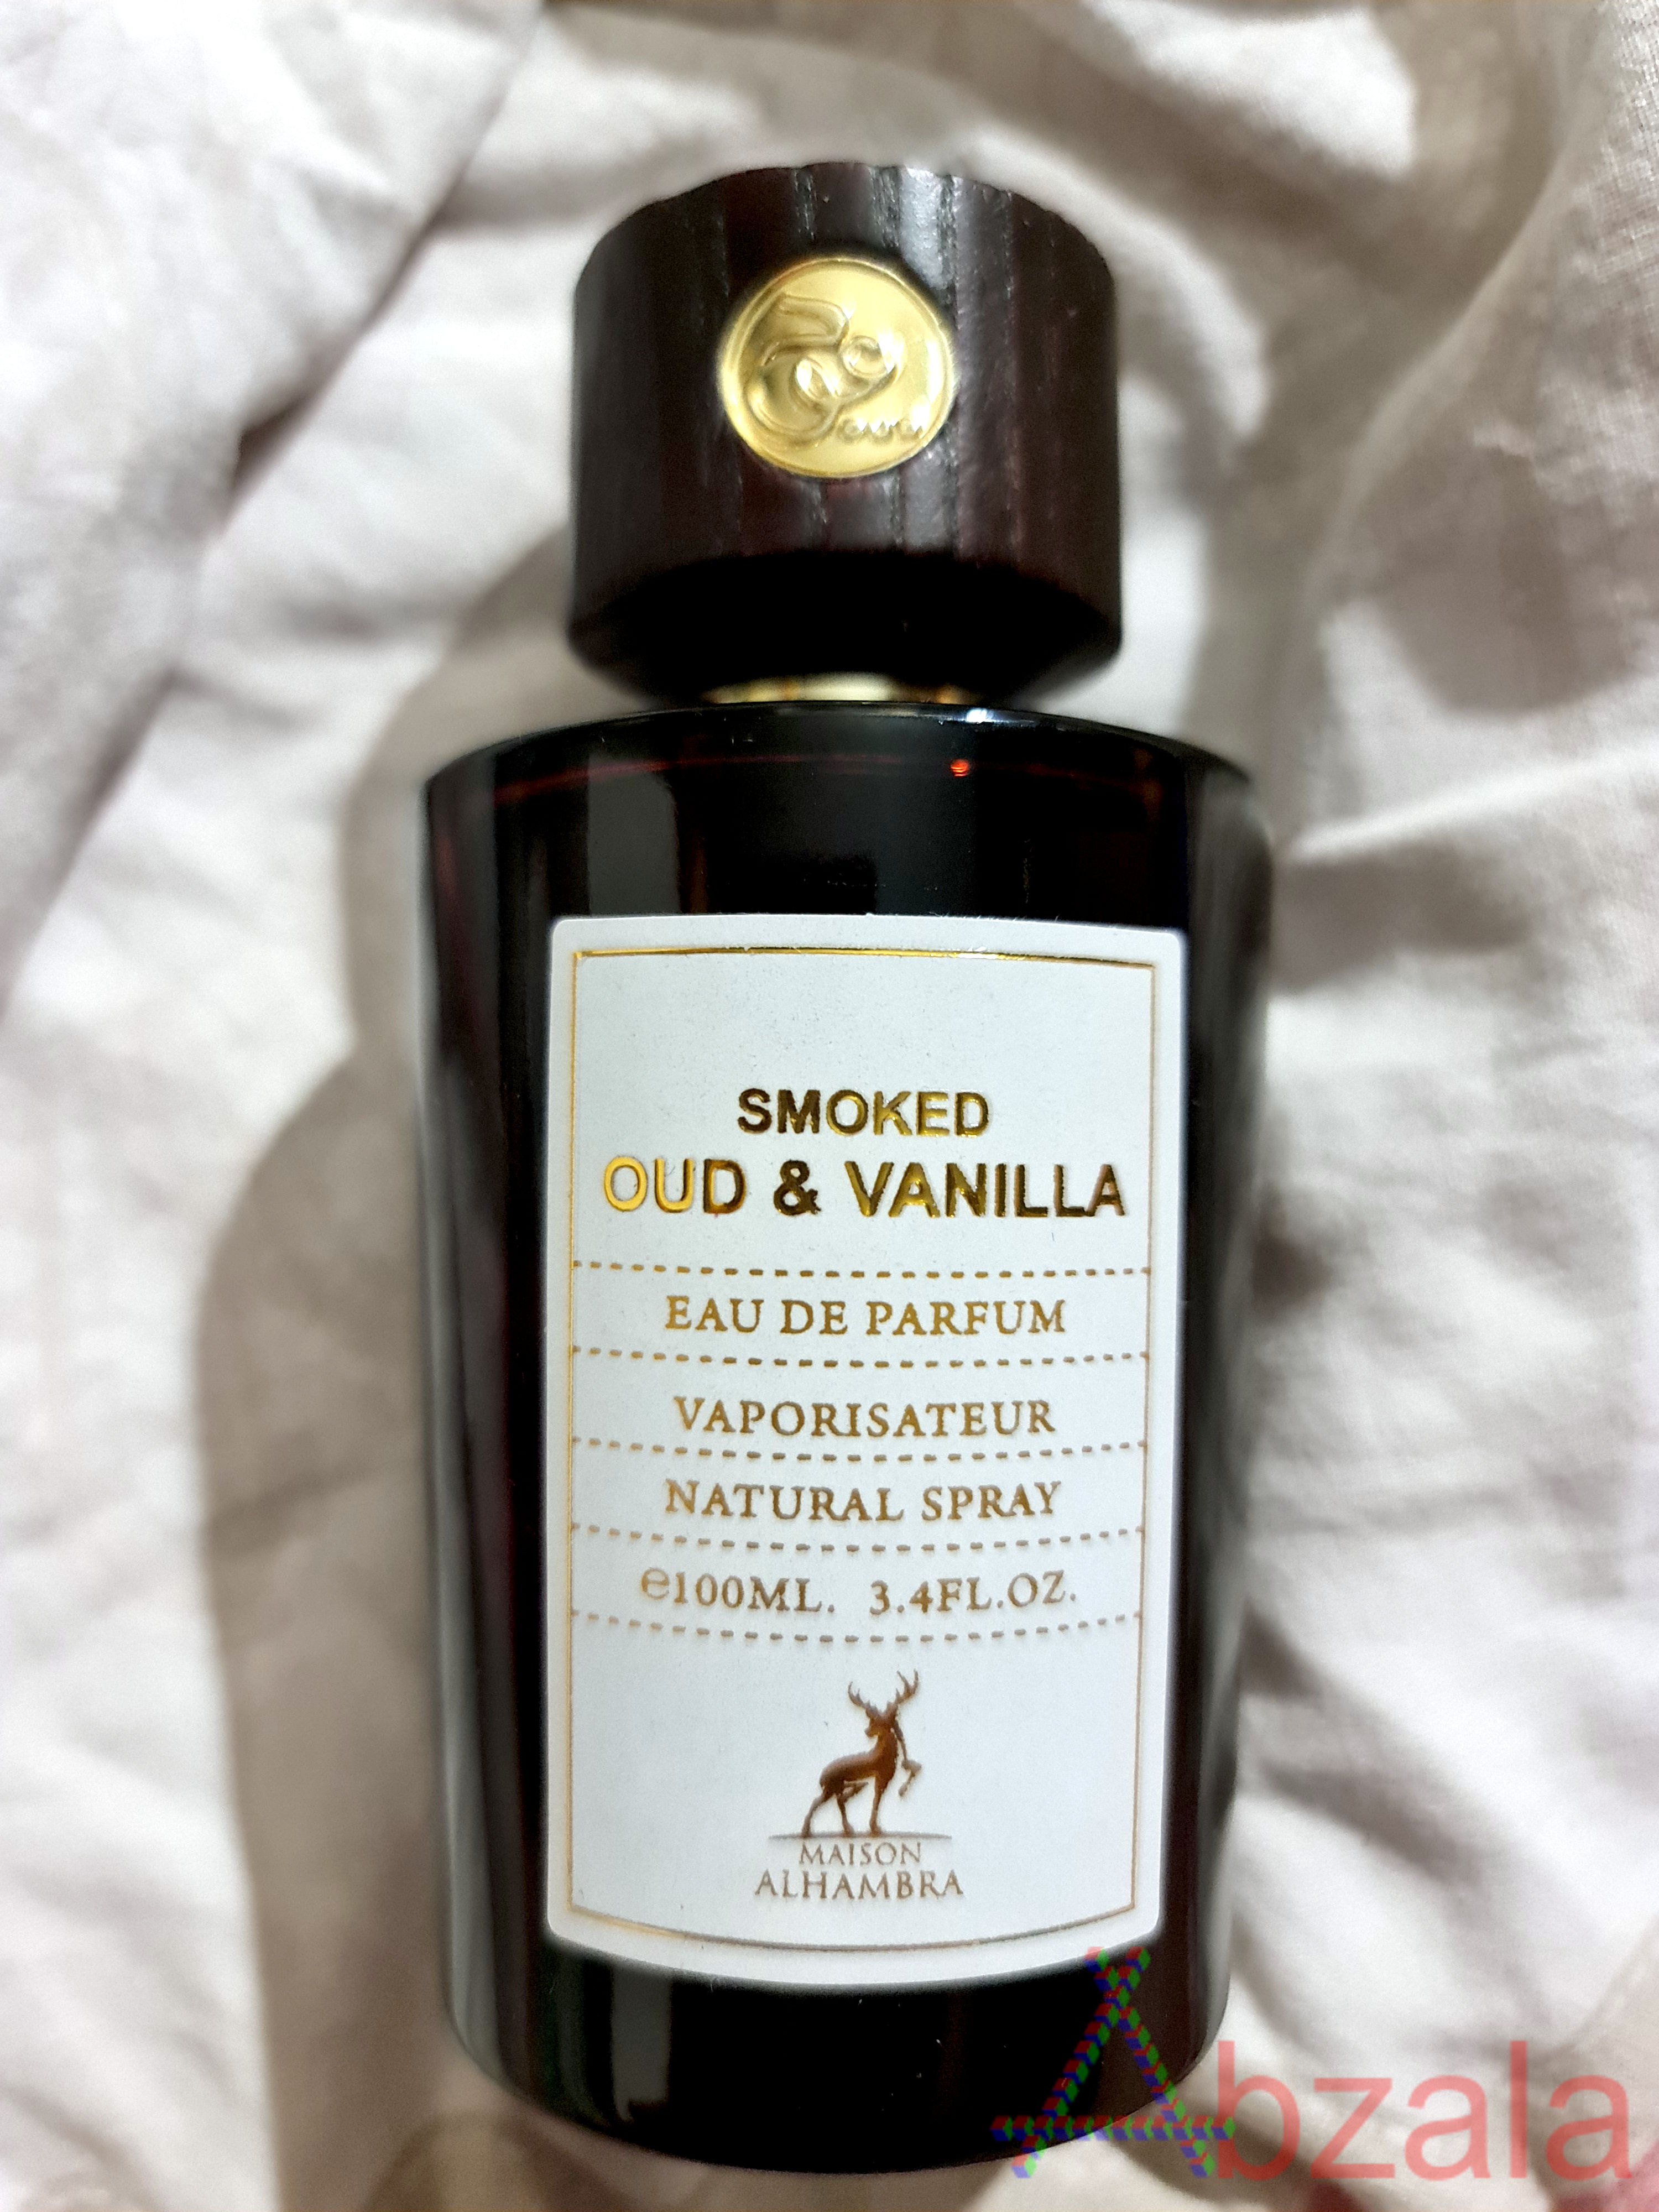 SMOKED
OUD & VANILLA
EAU DE PARFUM
VAPORISATEUR
NATURAL SPRAY
℮100ML. 3.4FL.OZ.
MAISON
ALHAMBRA
Abzala